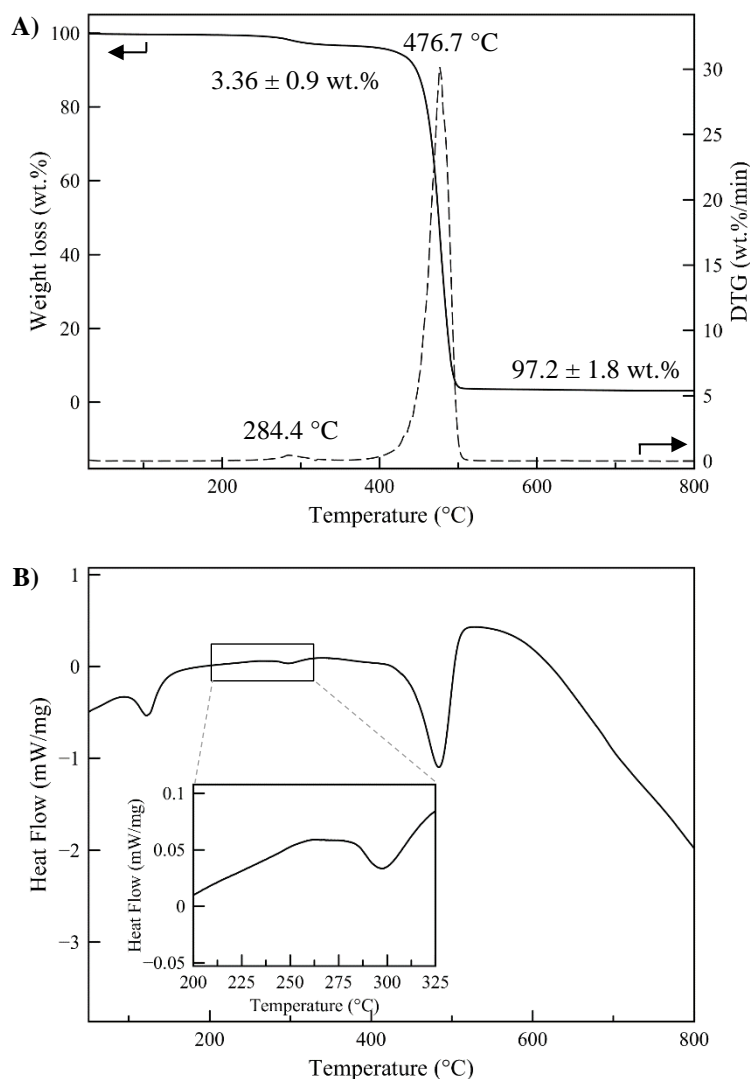 A)
476.7 °C
3.36 ± 0.9 wt.%
97.2 ± 1.8 wt.%
284.4 °C
100
80
60
40
20
0
Weight loss (wt.%)
30
25
20
15
10
5
0
DTG (wt.%/min)
200 400 600 800
Temperature (°C)
B)
1
0
−1
−2
−3
Heat Flow (mW/mg)
0.1
0.05
0
−0.05
Heat Flow (mW/mg)
200 225 250 275 300 325
Temperature (°C)
200 400 600 800
Temperature (°C)